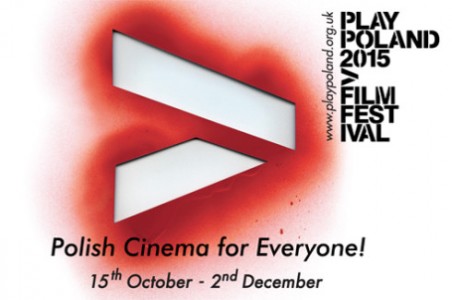 PLAY
POLAND
2015
FILM
FEST
IVAL
www.playpoland.org.uk
Polish Cinema for Everyone!
15th October - 2nd December